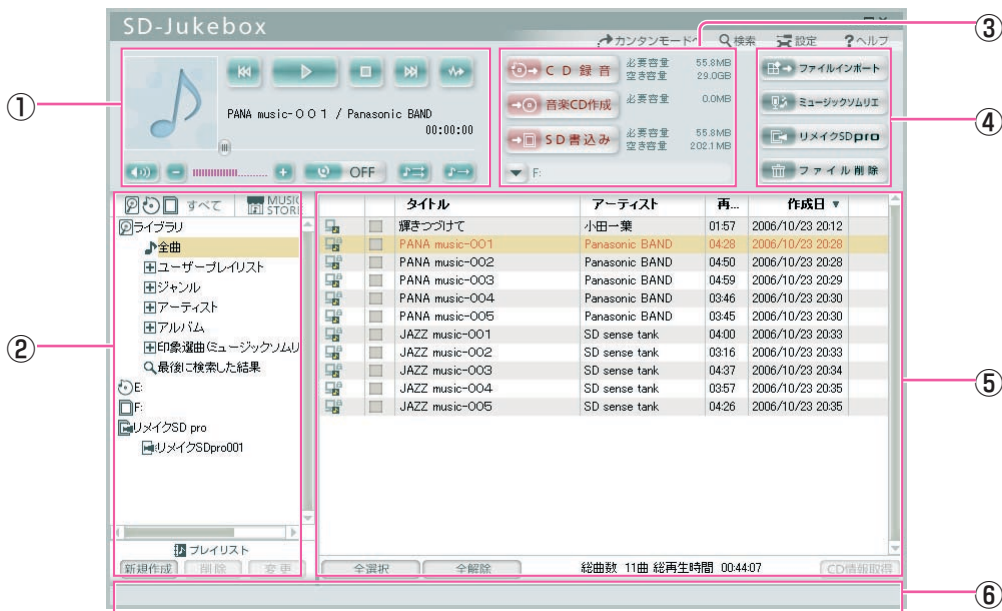 SD-Jukebox
カンタンモードへ 検索 設定 ?ヘルプ
③
①
PANA music-001 / Panasonic BAND
00:00:00
OFF
CD録音 必要容量 55.8MB
空き容量 29.0GB
音楽CD作成 必要容量 0.0MB
SD書込み 必要容量 55.8MB
空き容量 202.1MB
F:
ファイルインポート
ミュージックソムリエ
リメイクSDpro
ファイル削除
④
②
すべて MUSIC
ライブラリ
全曲
ユーザープレイリスト
ジャンル
アーティスト
アルバム
印象選曲(ミュージックソムリ
最後に検索した結果
E:
F:
リメイクSD pro
リメイクSDpro001
プレイリスト
新規作成 削除 変更
タイトル アーティスト 再... 作成日 ▼
輝きつづけて 小田一葉 01:57 2006/10/23 20:12
PANA music-001 Panasonic BAND 04:28 2006/10/23 20:28
PANA music-002 Panasonic BAND 04:50 2006/10/23 20:28
PANA music-003 Panasonic BAND 04:59 2006/10/23 20:29
PANA music-004 Panasonic BAND 03:46 2006/10/23 20:30
PANA music-005 Panasonic BAND 03:45 2006/10/23 20:30
JAZZ music-001 SD sense tank 04:00 2006/10/23 20:33
JAZZ music-002 SD sense tank 03:16 2006/10/23 20:33
JAZZ music-003 SD sense tank 04:37 2006/10/23 20:34
JAZZ music-004 SD sense tank 03:57 2006/10/23 20:35
JAZZ music-005 SD sense tank 04:26 2006/10/23 20:35
⑤
全選択 全解除 総曲数 11曲 総再生時間 00:44:07 CD情報取得
⑥